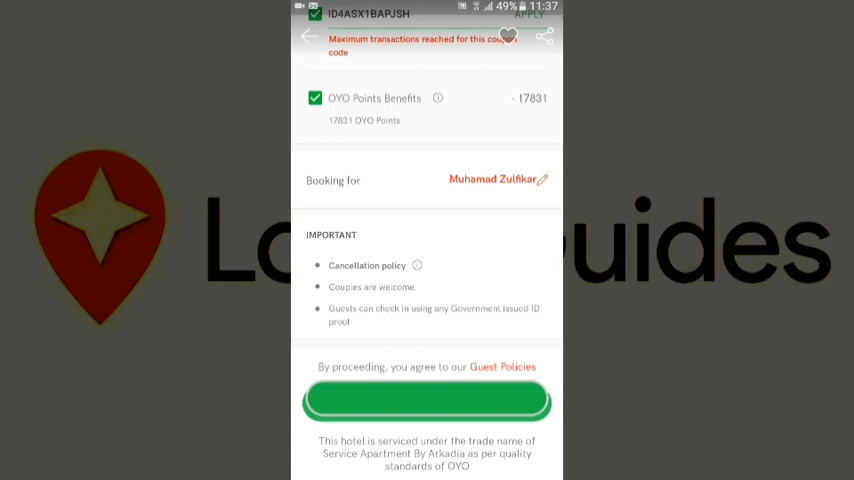 49% 11:37
ID4ASX1BAPJSH APPLY
Maximum transactions reached for this coupon
code
OYO Points Benefits - 17831
17831 OYO Points
Booking for Muhamad Zulfikar
IMPORTANT
Cancellation policy
Couples are welcome
Guests can check in using any Government issued ID
proof
By proceeding, you agree to our Guest Policies
This hotel is serviced under the trade name of
Service Apartment By Arkadia as per quality
standards of OYO
Lo uides